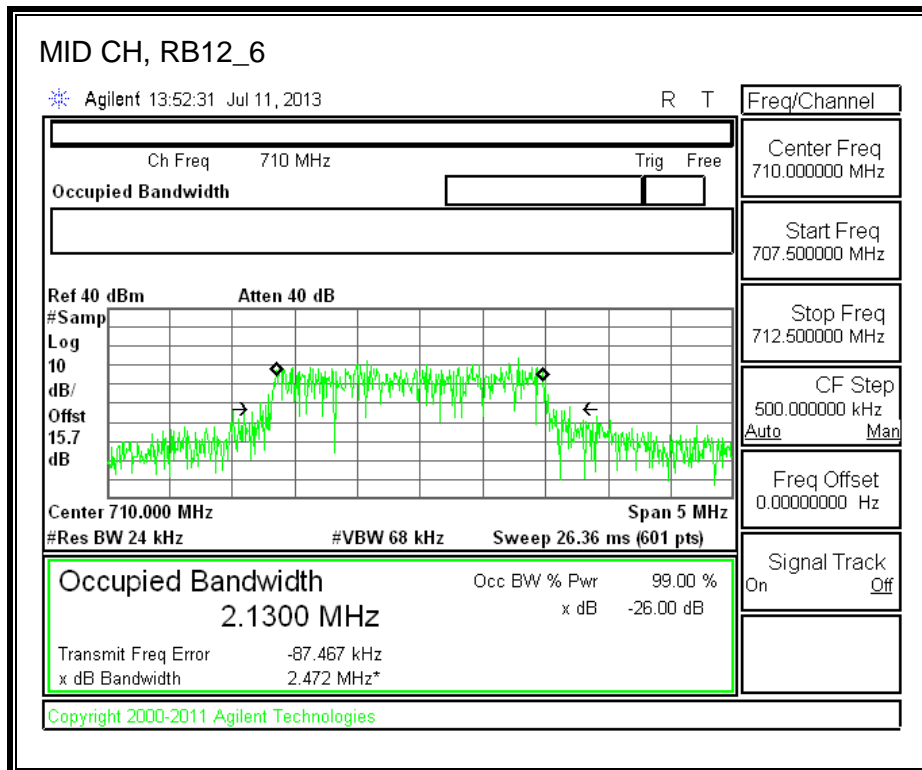 MID CH, RB12_6
Agilent 13:52:31 Jul 11, 2013 R T
Freq/Channel
Ch Freq 710 MHz Trig Free
Occupied Bandwidth
Center Freq
710.000000 MHz
Start Freq
707.500000 MHz
Stop Freq
712.500000 MHz
CF Step
500.000000 kHz
Auto Man
Freq Offset
0.00000000 Hz
Signal Track
On Off
Ref 40 dBm Atten 40 dB
#Samp
Log
10
dB/
Offst
15.7
dB
Center 710.000 MHz Span 5 MHz
#Res BW 24 kHz #VBW 68 kHz Sweep 26.36 ms (601 pts)
Occupied Bandwidth Occ BW % Pwr 99.00 %
2.1300 MHz x dB -26.00 dB
Transmit Freq Error -87.467 kHz
x dB Bandwidth 2.472 MHz*
Copyright 2000-2011 Agilent Technologies